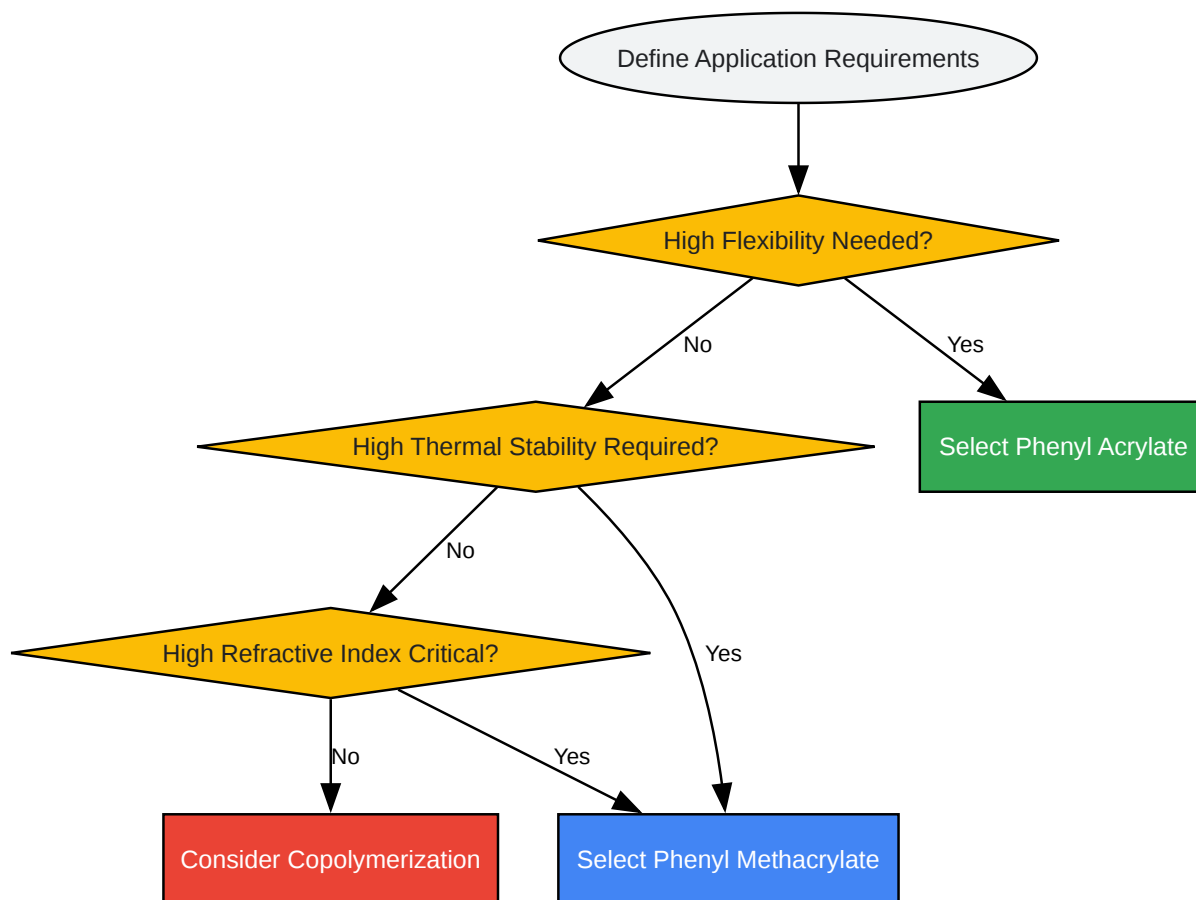 Define Application Requirements
High Flexibility Needed?
No
Yes
High Thermal Stability Required?
Select Phenyl Acrylate
No
High Refractive Index Critical?
Yes
No
Yes
Consider Copolymerization
Select Phenyl Methacrylate